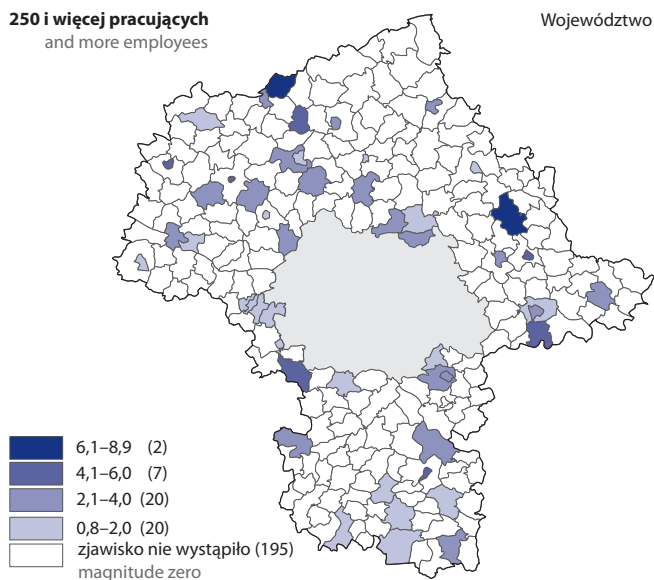 250 i więcej pracujących
and more employees
Województwo
6,1–8,9 (2)
4,1–6,0 (7)
2,1–4,0 (20)
0,8–2,0 (20)
zjawisko nie wystąpiło (195)
magnitude zero